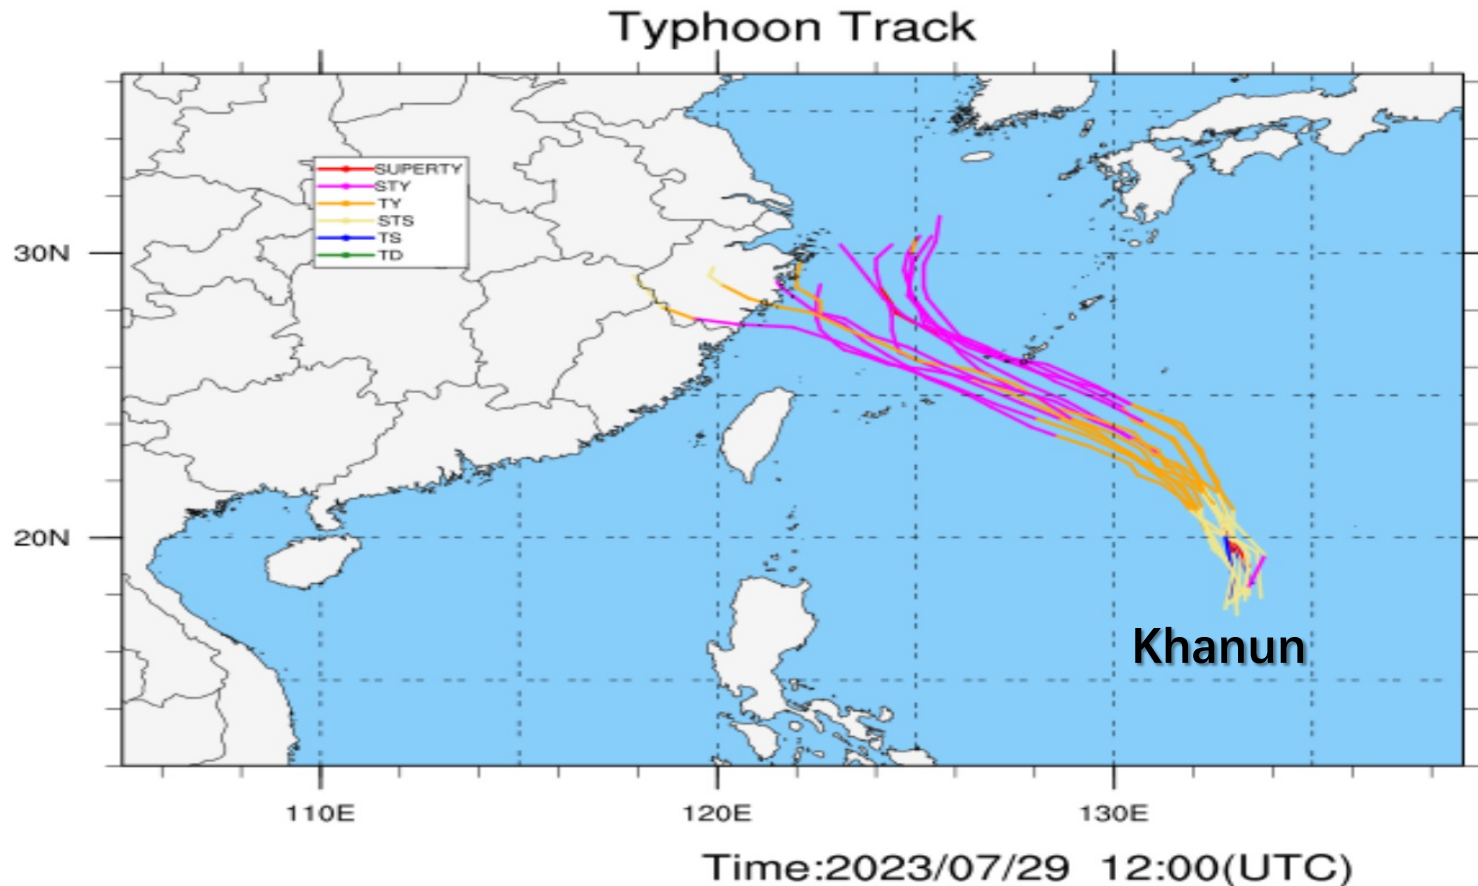 Typhoon Track
SUPERTY
STY
TY
STS
TS
TD
30N
20N
Khanun
110E
120E
130E
Time:2023/07/29 12:00(UTC)